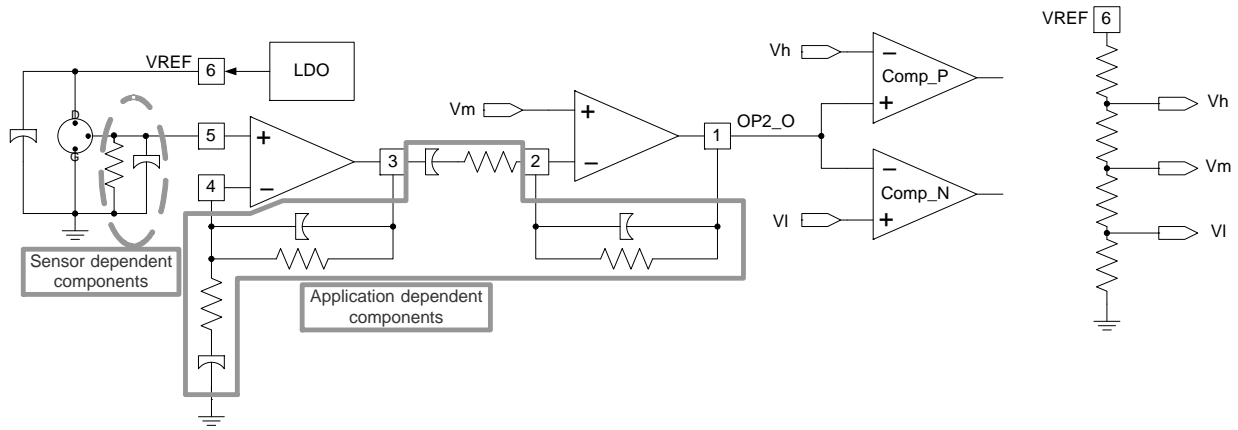 VREF
6
LDO
D
G
5
4
+
−
3
2
Vm
+
−
1
OP2_O
Vh
−
Comp_P
+
−
Comp_N
+
Vl
VREF
6
Vh
Vm
Vl
Sensor dependent
components
Application dependent
components